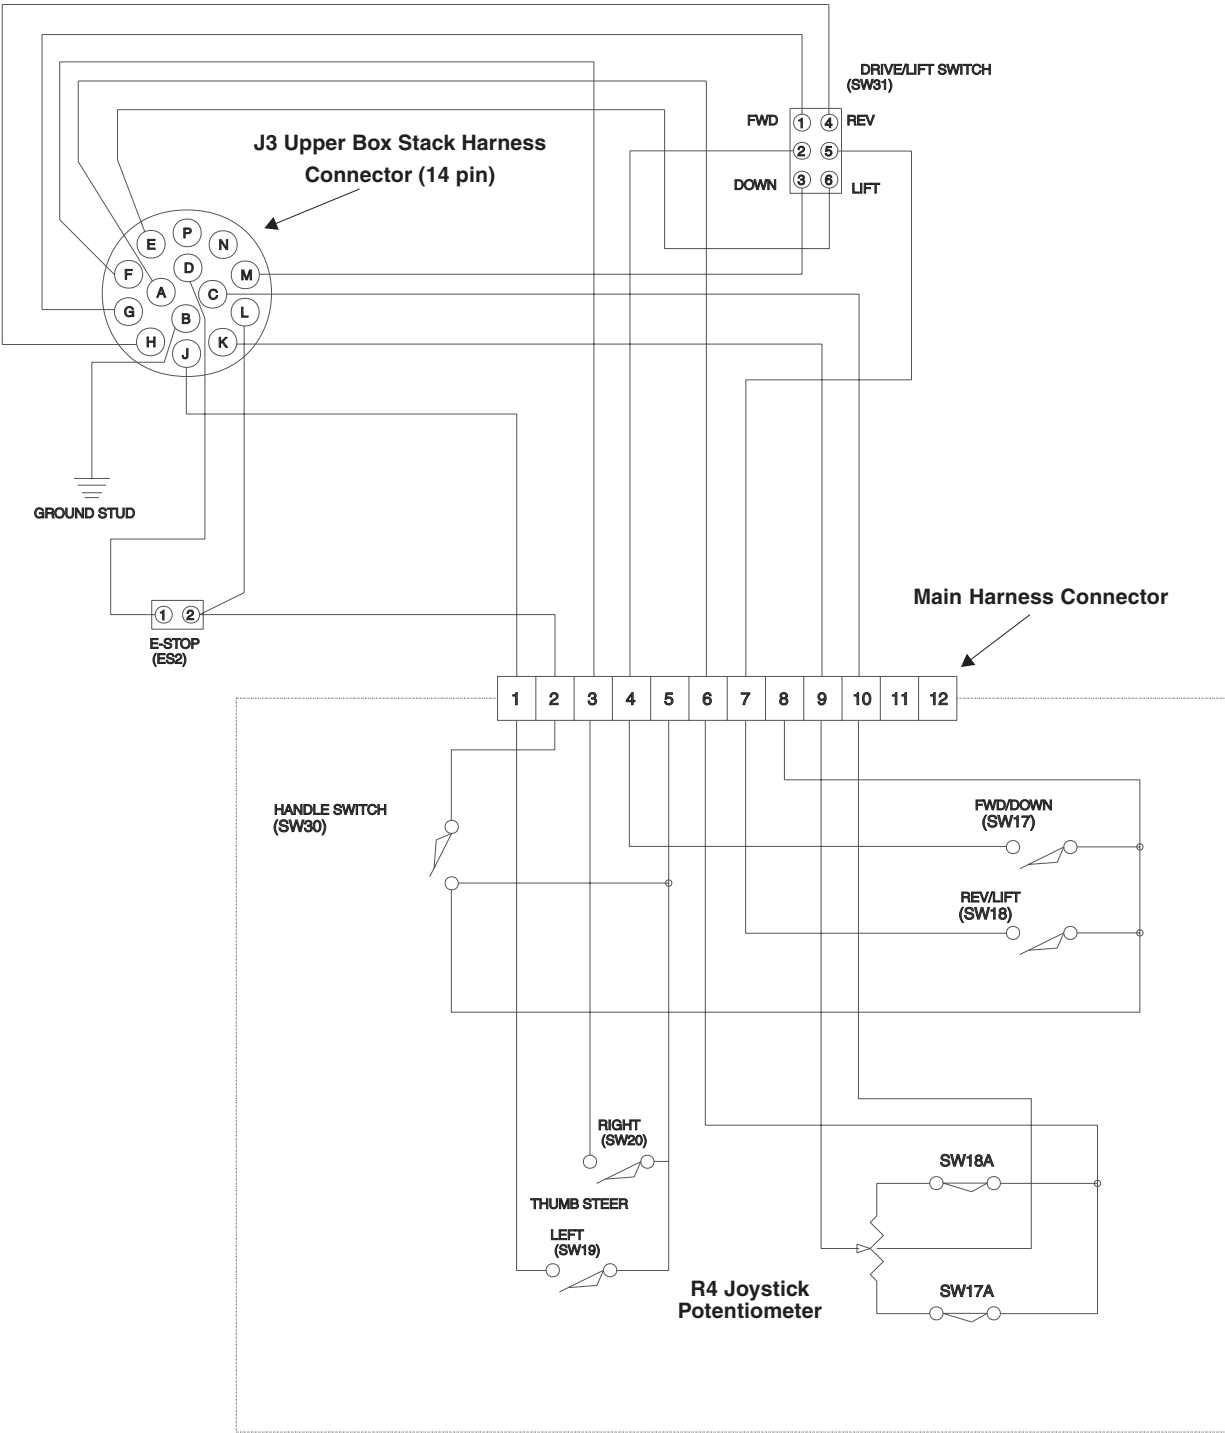 DRIVE/LIFT SWITCH
(SW31)
FWD
1
4
REV
2
5
DOWN
3
6
LIFT
J3 Upper Box Stack Harness
Connector (14 pin)
P
E
N
F
D
M
A
C
G
B
L
H
J
K
GROUND STUD
1
2
E-STOP
(ES2)
Main Harness Connector
1 2 3 4 5 6 7 8 9 10 11 12
HANDLE SWITCH
(SW30)
FWD/DOWN
(SW17)
REV/LIFT
(SW18)
RIGHT
(SW20)
THUMB STEER
LEFT
(SW19)
SW18A
R4 Joystick
Potentiometer
SW17A